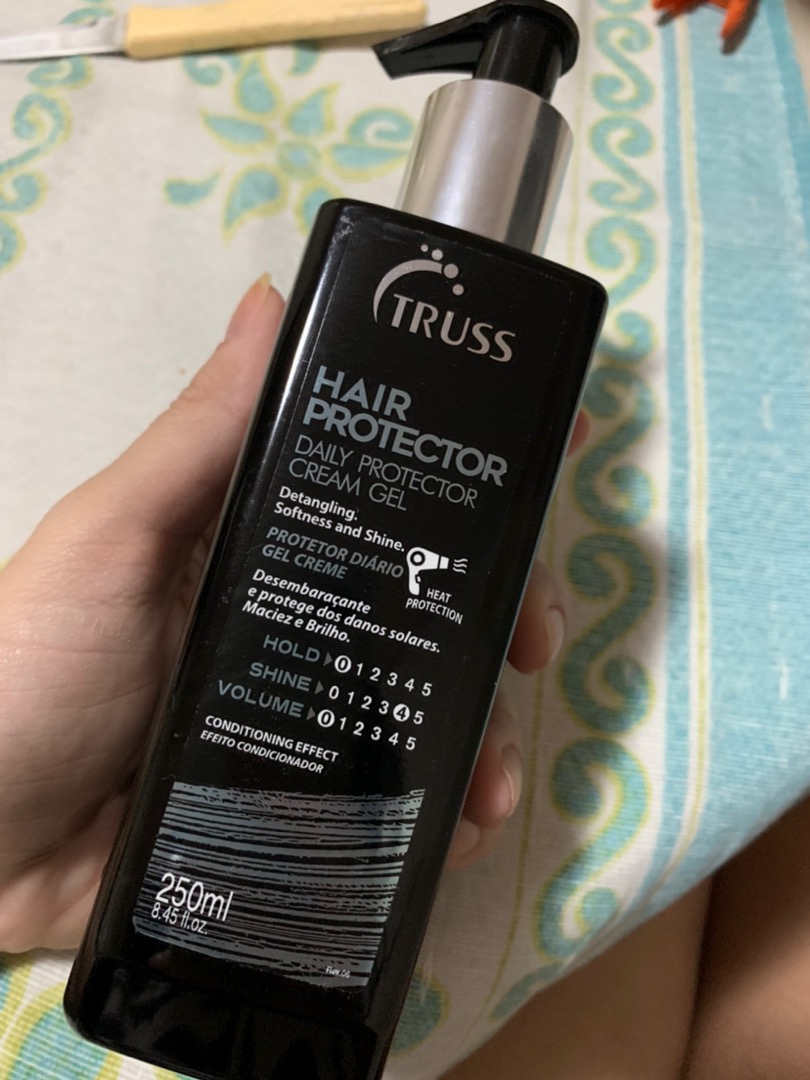 TRUSS
HAIR
PROTECTOR
DAILY PROTECTOR
CREAM GEL
Detangling.
Softness and Shine.
PROTETOR DIÁRIO
GEL CREME
HEAT
PROTECTION
Desembaraçante
e protege dos danos solares.
Maciez e Brilho.
HOLD 0 1 2 3 4 5
SHINE 0 1 2 3 4 5
VOLUME 0 1 2 3 4 5
CONDITIONING EFFECT
EFEITO CONDICIONADOR
250ml
8.45 fl.oz.